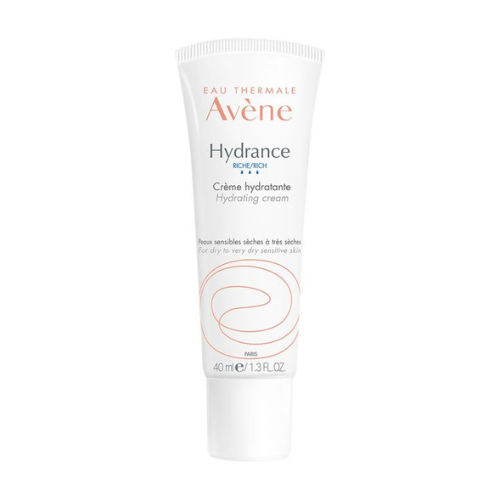 EAU THERMALE
Avène
Hydrance
RICHE/RICH
Crème hydratante
Hydrating cream
Peaux sensibles sèches à très sèches
For dry to very dry sensitive skin
PARIS
40 ml e/1.3 FL.OZ.